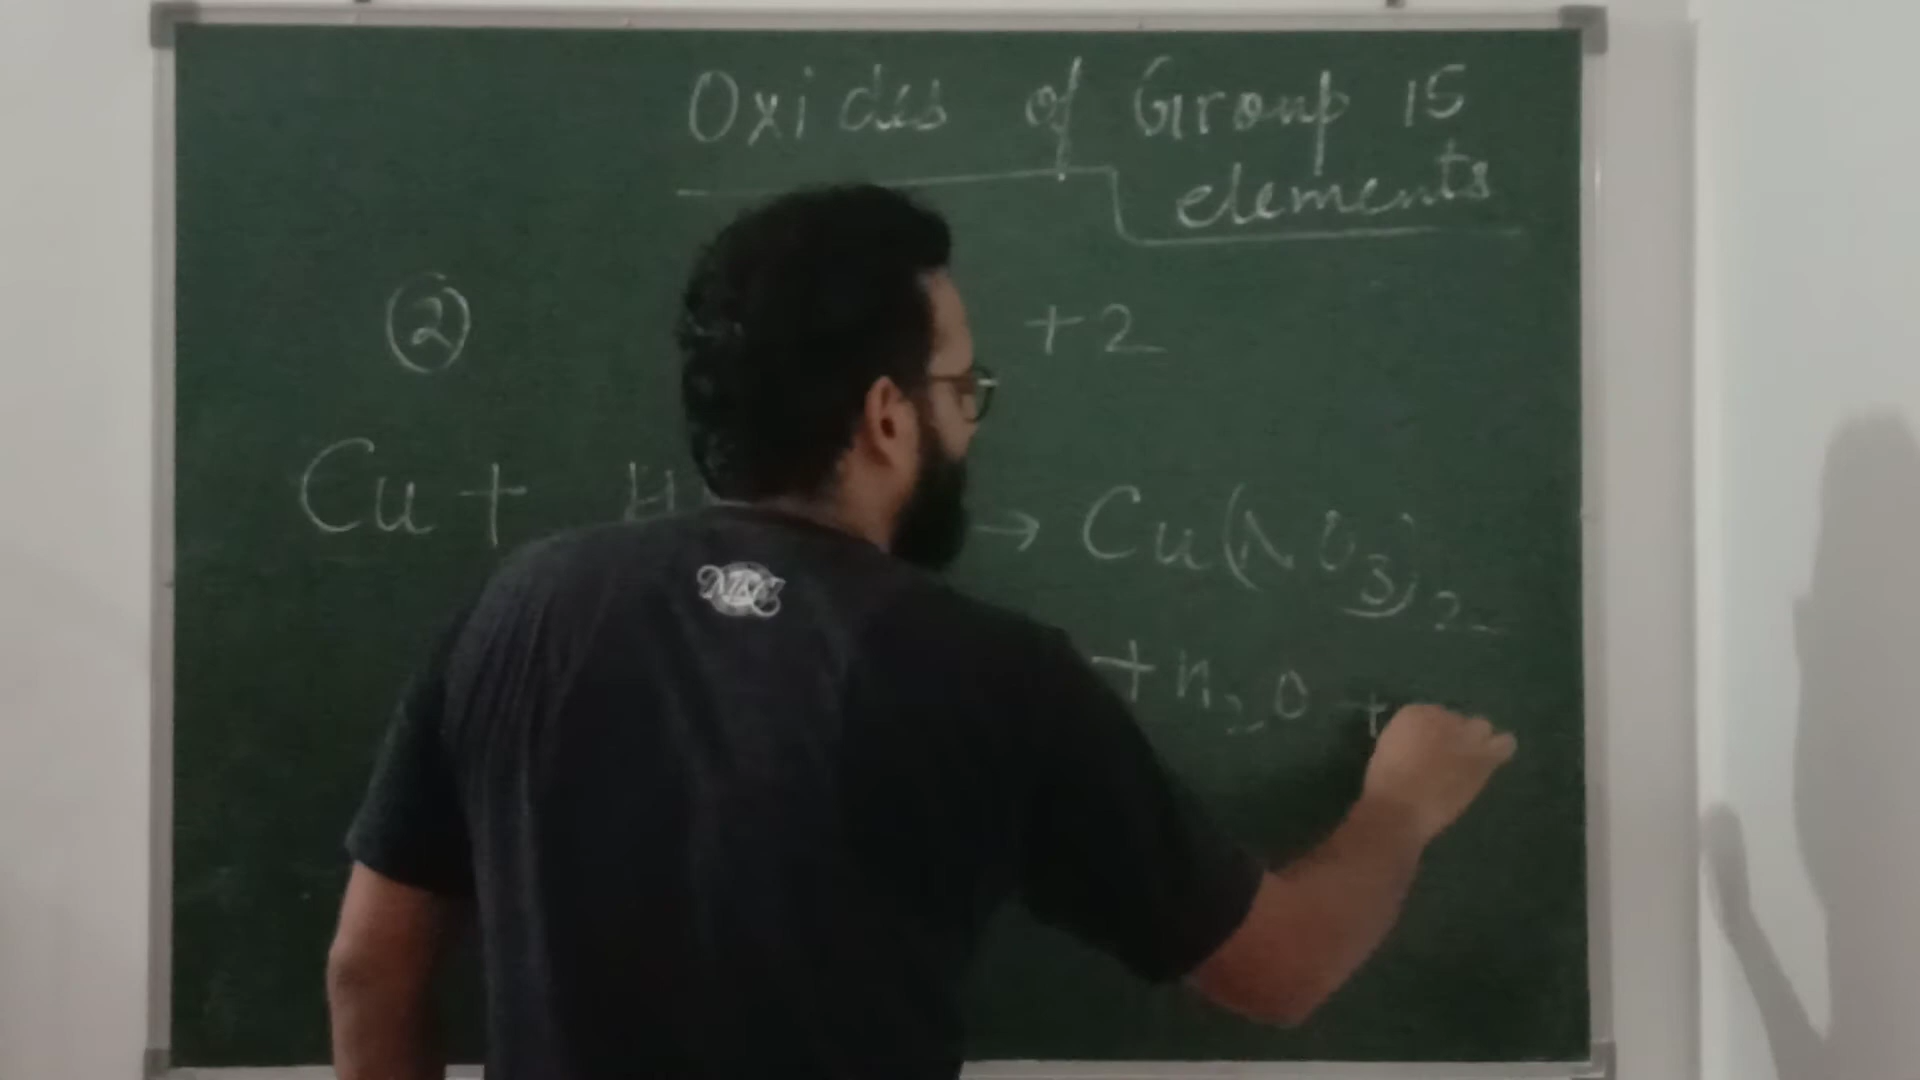 Oxides of Group 15
elements
② +2
Cu + H → Cu(NO3)2
+ H2O +